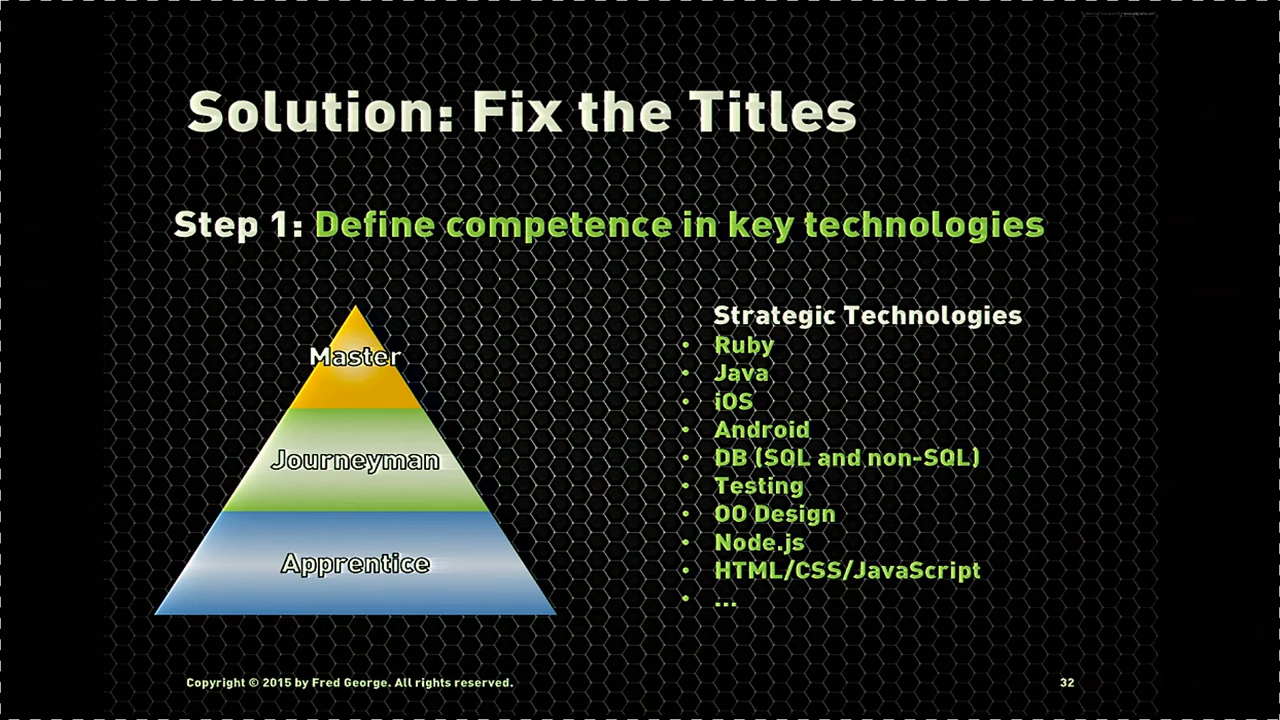 Solution: Fix the Titles
Step 1: Define competence in key technologies
Master
Journeyman
Apprentice
Strategic Technologies
• Ruby
• Java
• iOS
• Android
• DB (SQL and non-SQL)
• Testing
• OO Design
• Node.js
• HTML/CSS/JavaScript
• ...
Copyright © 2015 by Fred George. All rights reserved.
32